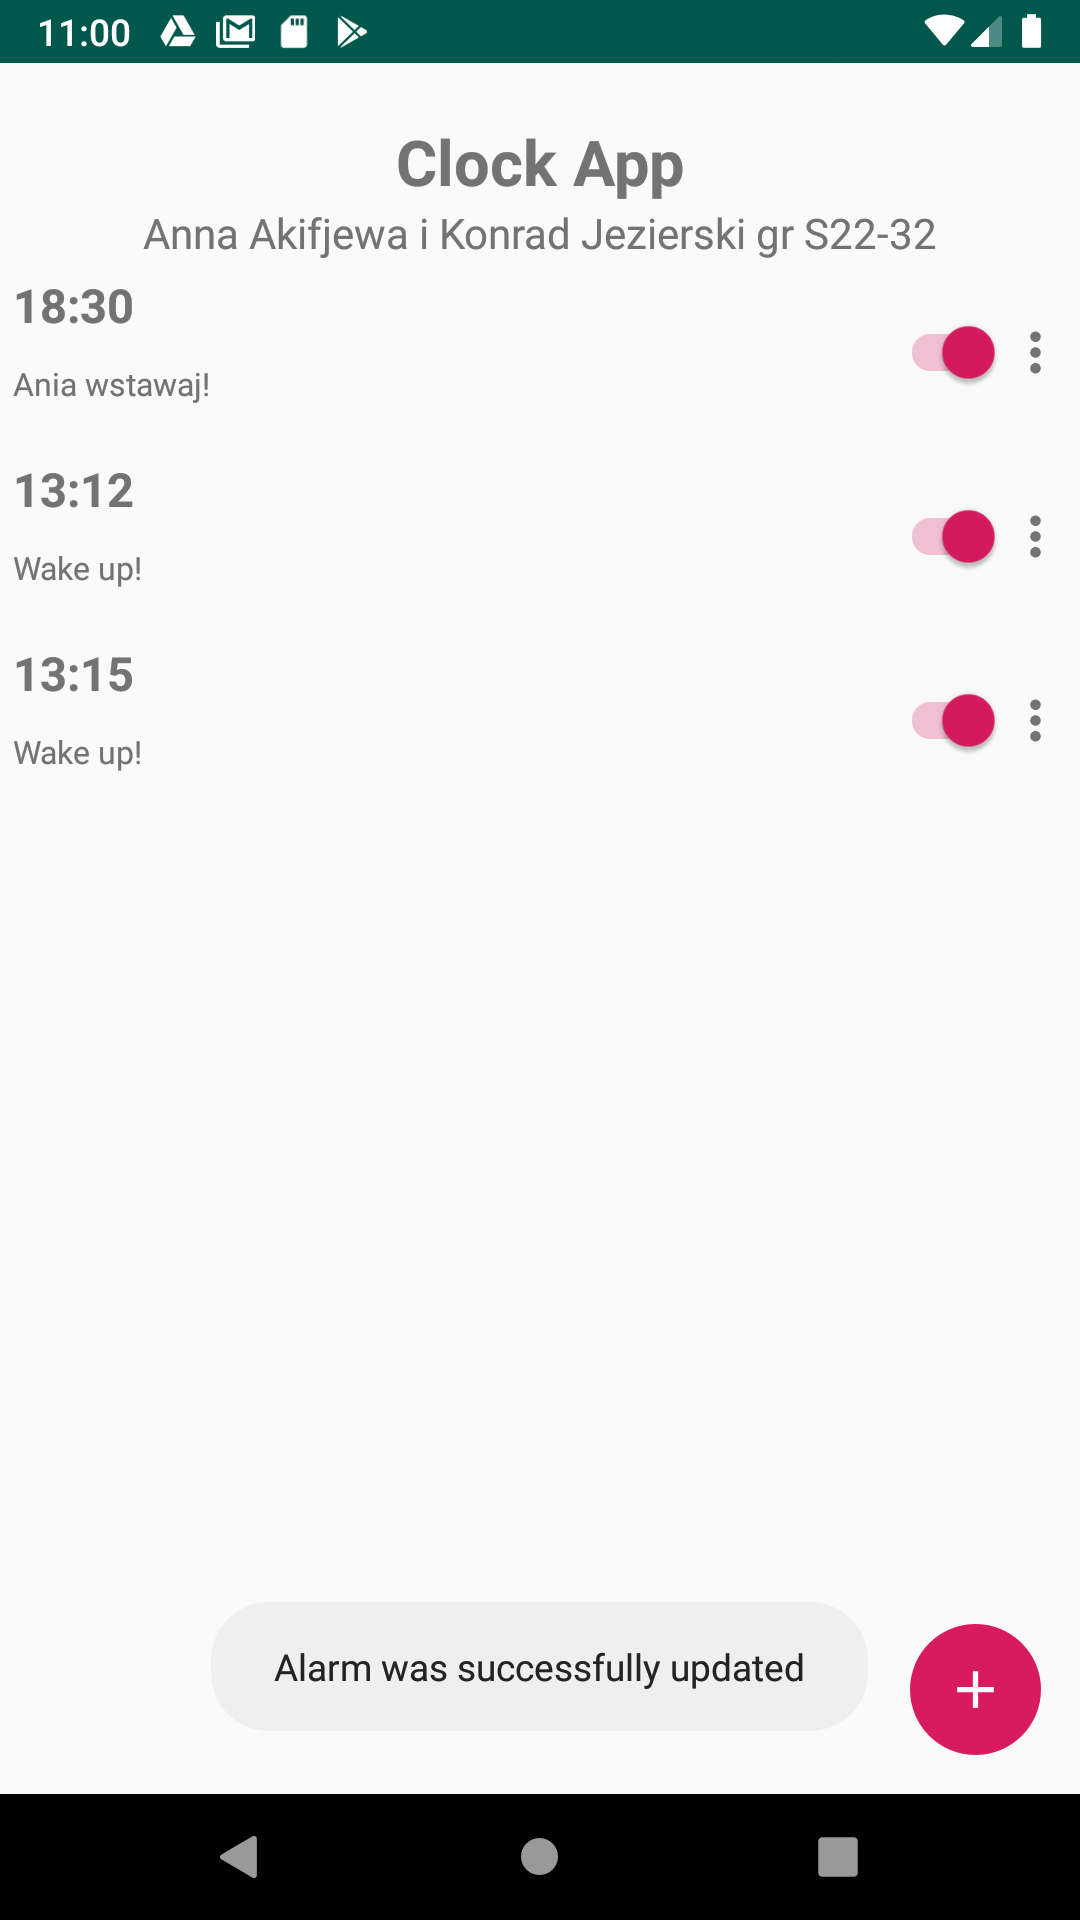 11:00
Clock App
Anna Akifjewa i Konrad Jezierski gr S22-32
18:30
Ania wstawaj!
13:12
Wake up!
13:15
Wake up!
Alarm was successfully updated